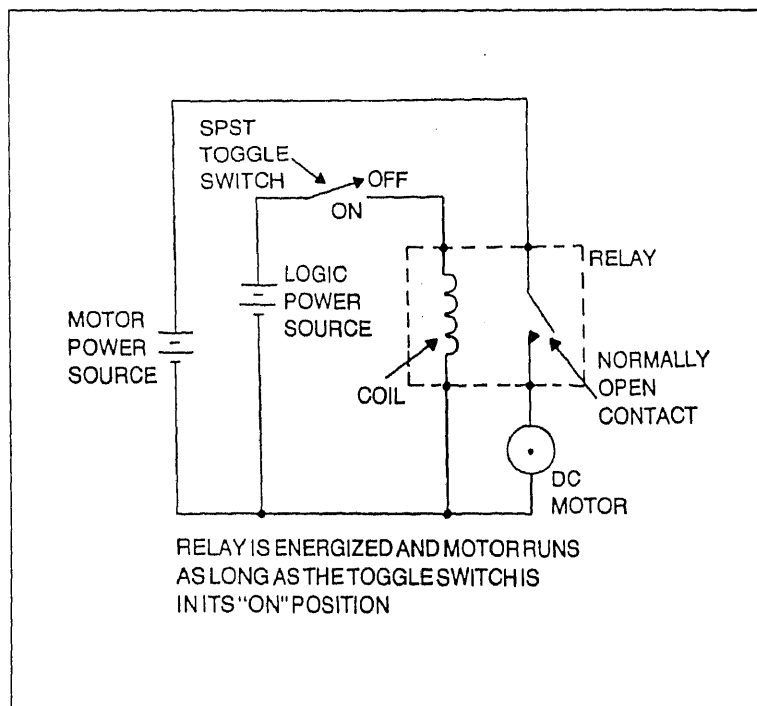 SPST
TOGGLE
SWITCH
OFF
ON
LOGIC
POWER
SOURCE
RELAY
MOTOR
POWER
SOURCE
COIL
NORMALLY
OPEN
CONTACT
DC
MOTOR
RELAY IS ENERGIZED AND MOTOR RUNS
AS LONG AS THE TOGGLE SWITCH IS
IN ITS "ON" POSITION